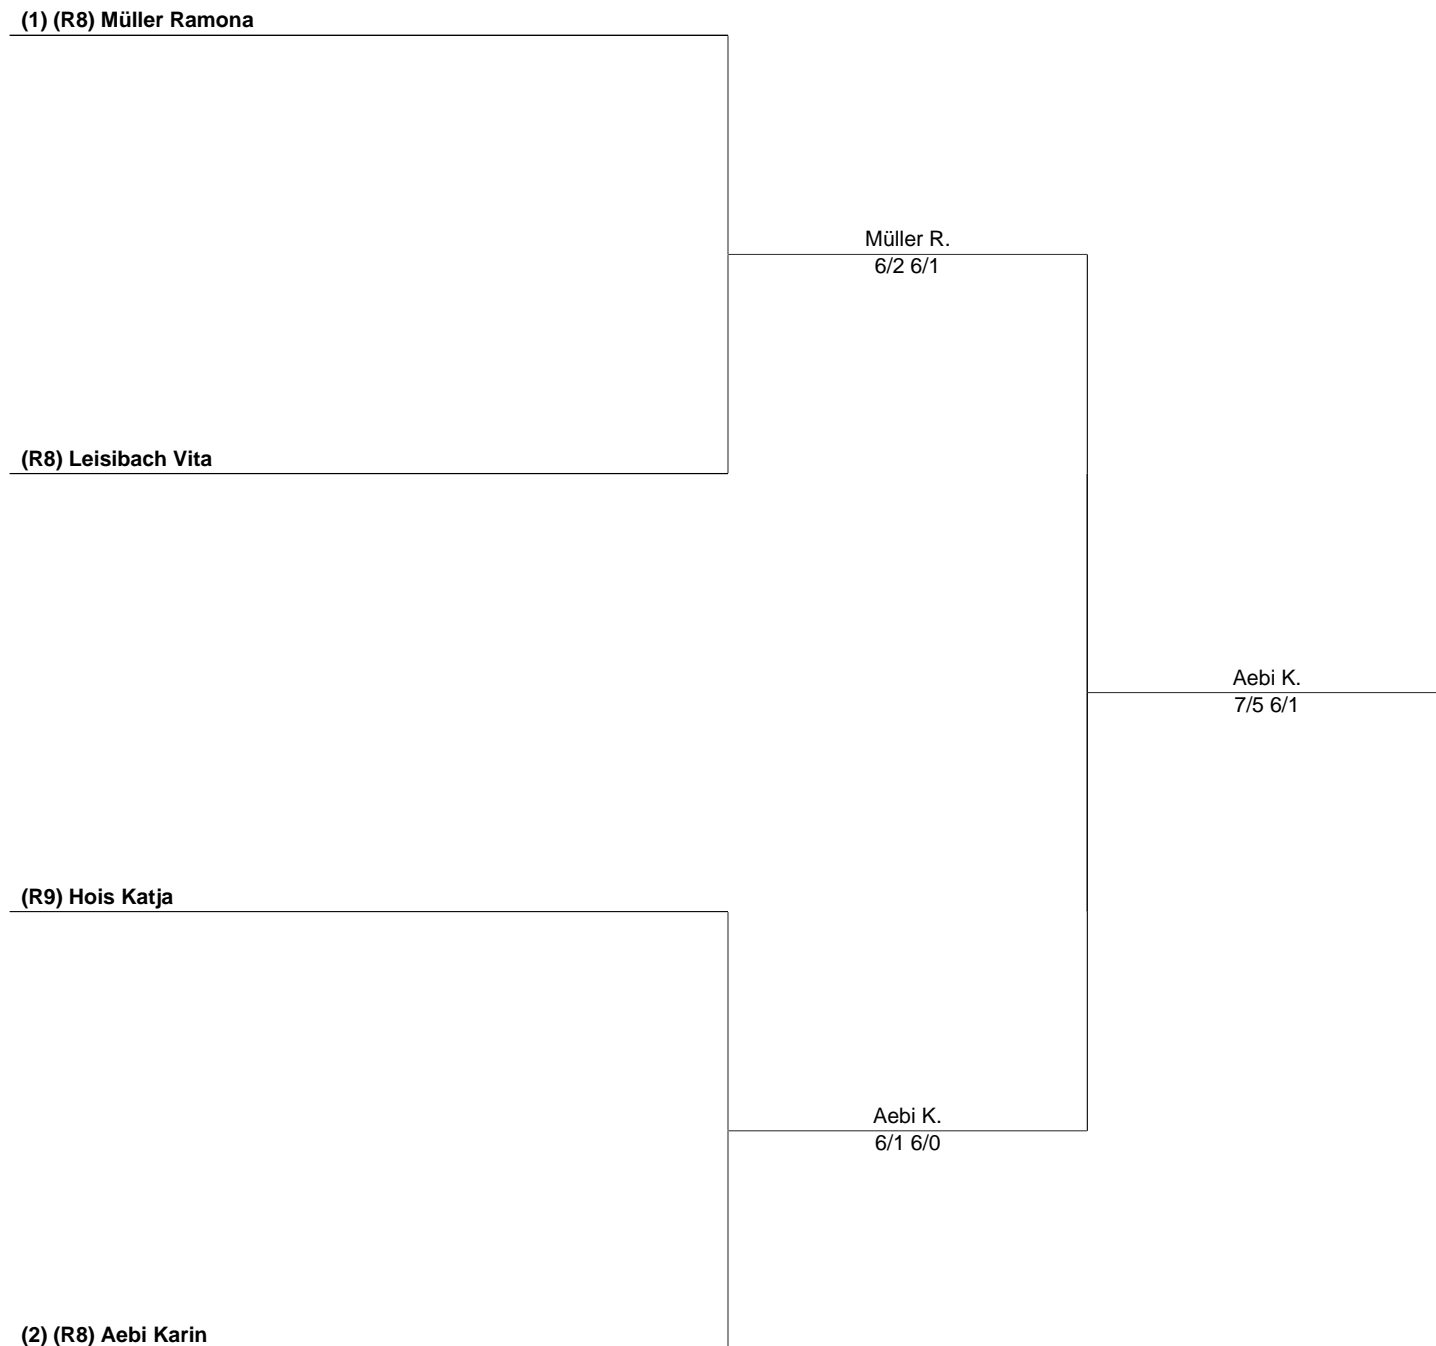 (1) (R8) Müller Ramona
Müller R.
6/2 6/1
(R8) Leisibach Vita
Aebi K.
7/5 6/1
(R9) Hois Katja
Aebi K.
6/1 6/0
(2) (R8) Aebi Karin